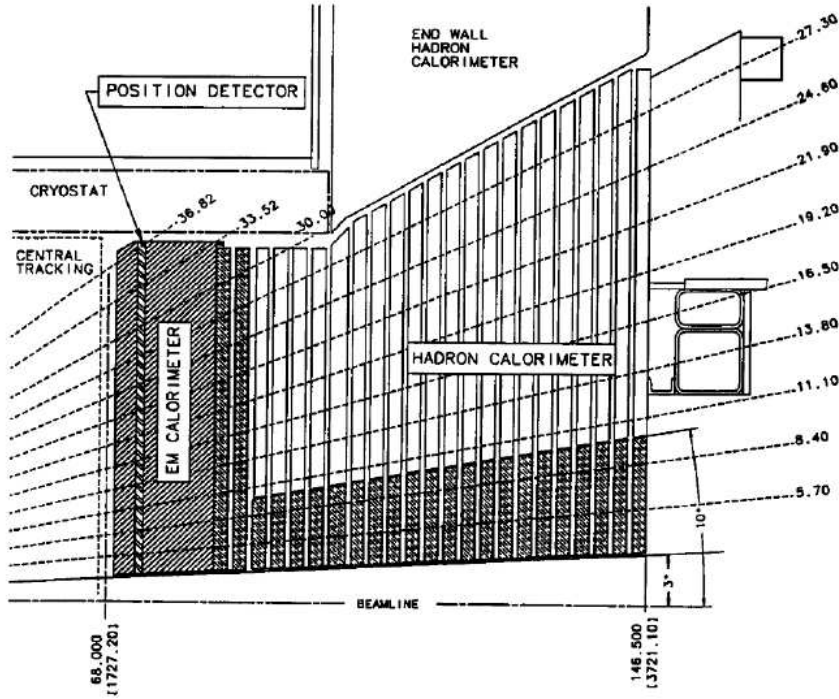 END WALL
HADRON
CALORIMETER
27.30
POSITION DETECTOR
24.60
21.90
CRYOSTAT
36.82
33.52
30.00
19.20
CENTRAL
TRACKING
16.50
EM CALORIMETER
HADRON CALORIMETER
13.80
11.10
8.40
5.70
10°
3°
BEAMLINE
68.000
[1727.20]
146.500
[3721.10]